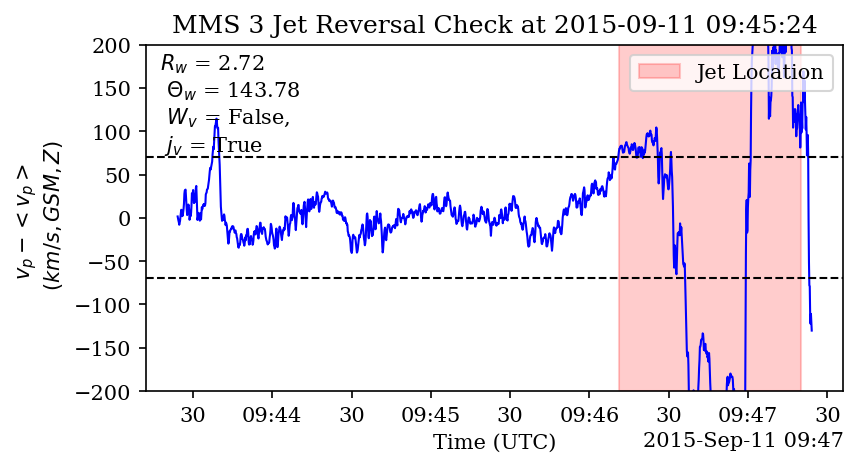 MMS 3 Jet Reversal Check at 2015-09-11 09:45:24
R_w = 2.72
Θ_w = 143.78
W_v = False,
j_v = True
Jet Location
v_p − < v_p >
(km/s, GSM, Z)
200
150
100
50
0
−50
−100
−150
−200
30 09:44 30 09:45 30 09:46 30 09:47 30
Time (UTC)
2015-Sep-11 09:47